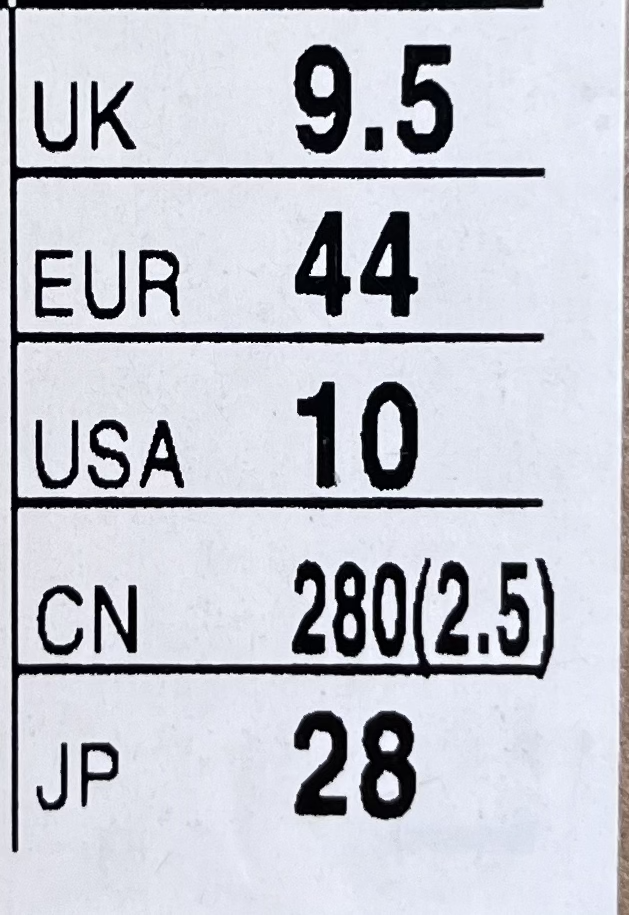 UK 9.5
EUR 44
USA 10
CN 280(2.5)
JP 28